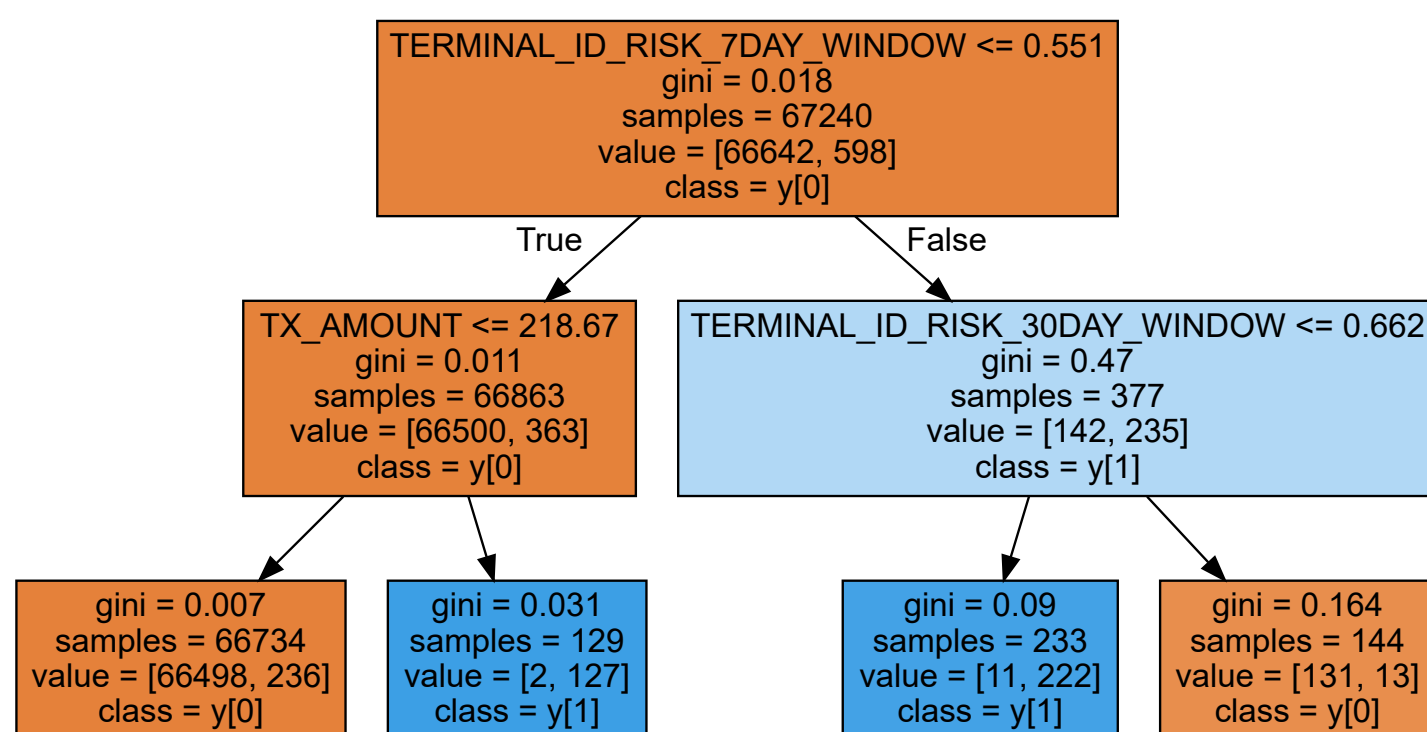 TERMINAL_ID_RISK_7DAY_WINDOW <= 0.551
gini = 0.018
samples = 67240
value = [66642, 598]
class = y[0]
True
False
TX_AMOUNT <= 218.67
gini = 0.011
samples = 66863
value = [66500, 363]
class = y[0]
TERMINAL_ID_RISK_30DAY_WINDOW <= 0.662
gini = 0.47
samples = 377
value = [142, 235]
class = y[1]
gini = 0.007
samples = 66734
value = [66498, 236]
class = y[0]
gini = 0.031
samples = 129
value = [2, 127]
class = y[1]
gini = 0.09
samples = 233
value = [11, 222]
class = y[1]
gini = 0.164
samples = 144
value = [131, 13]
class = y[0]